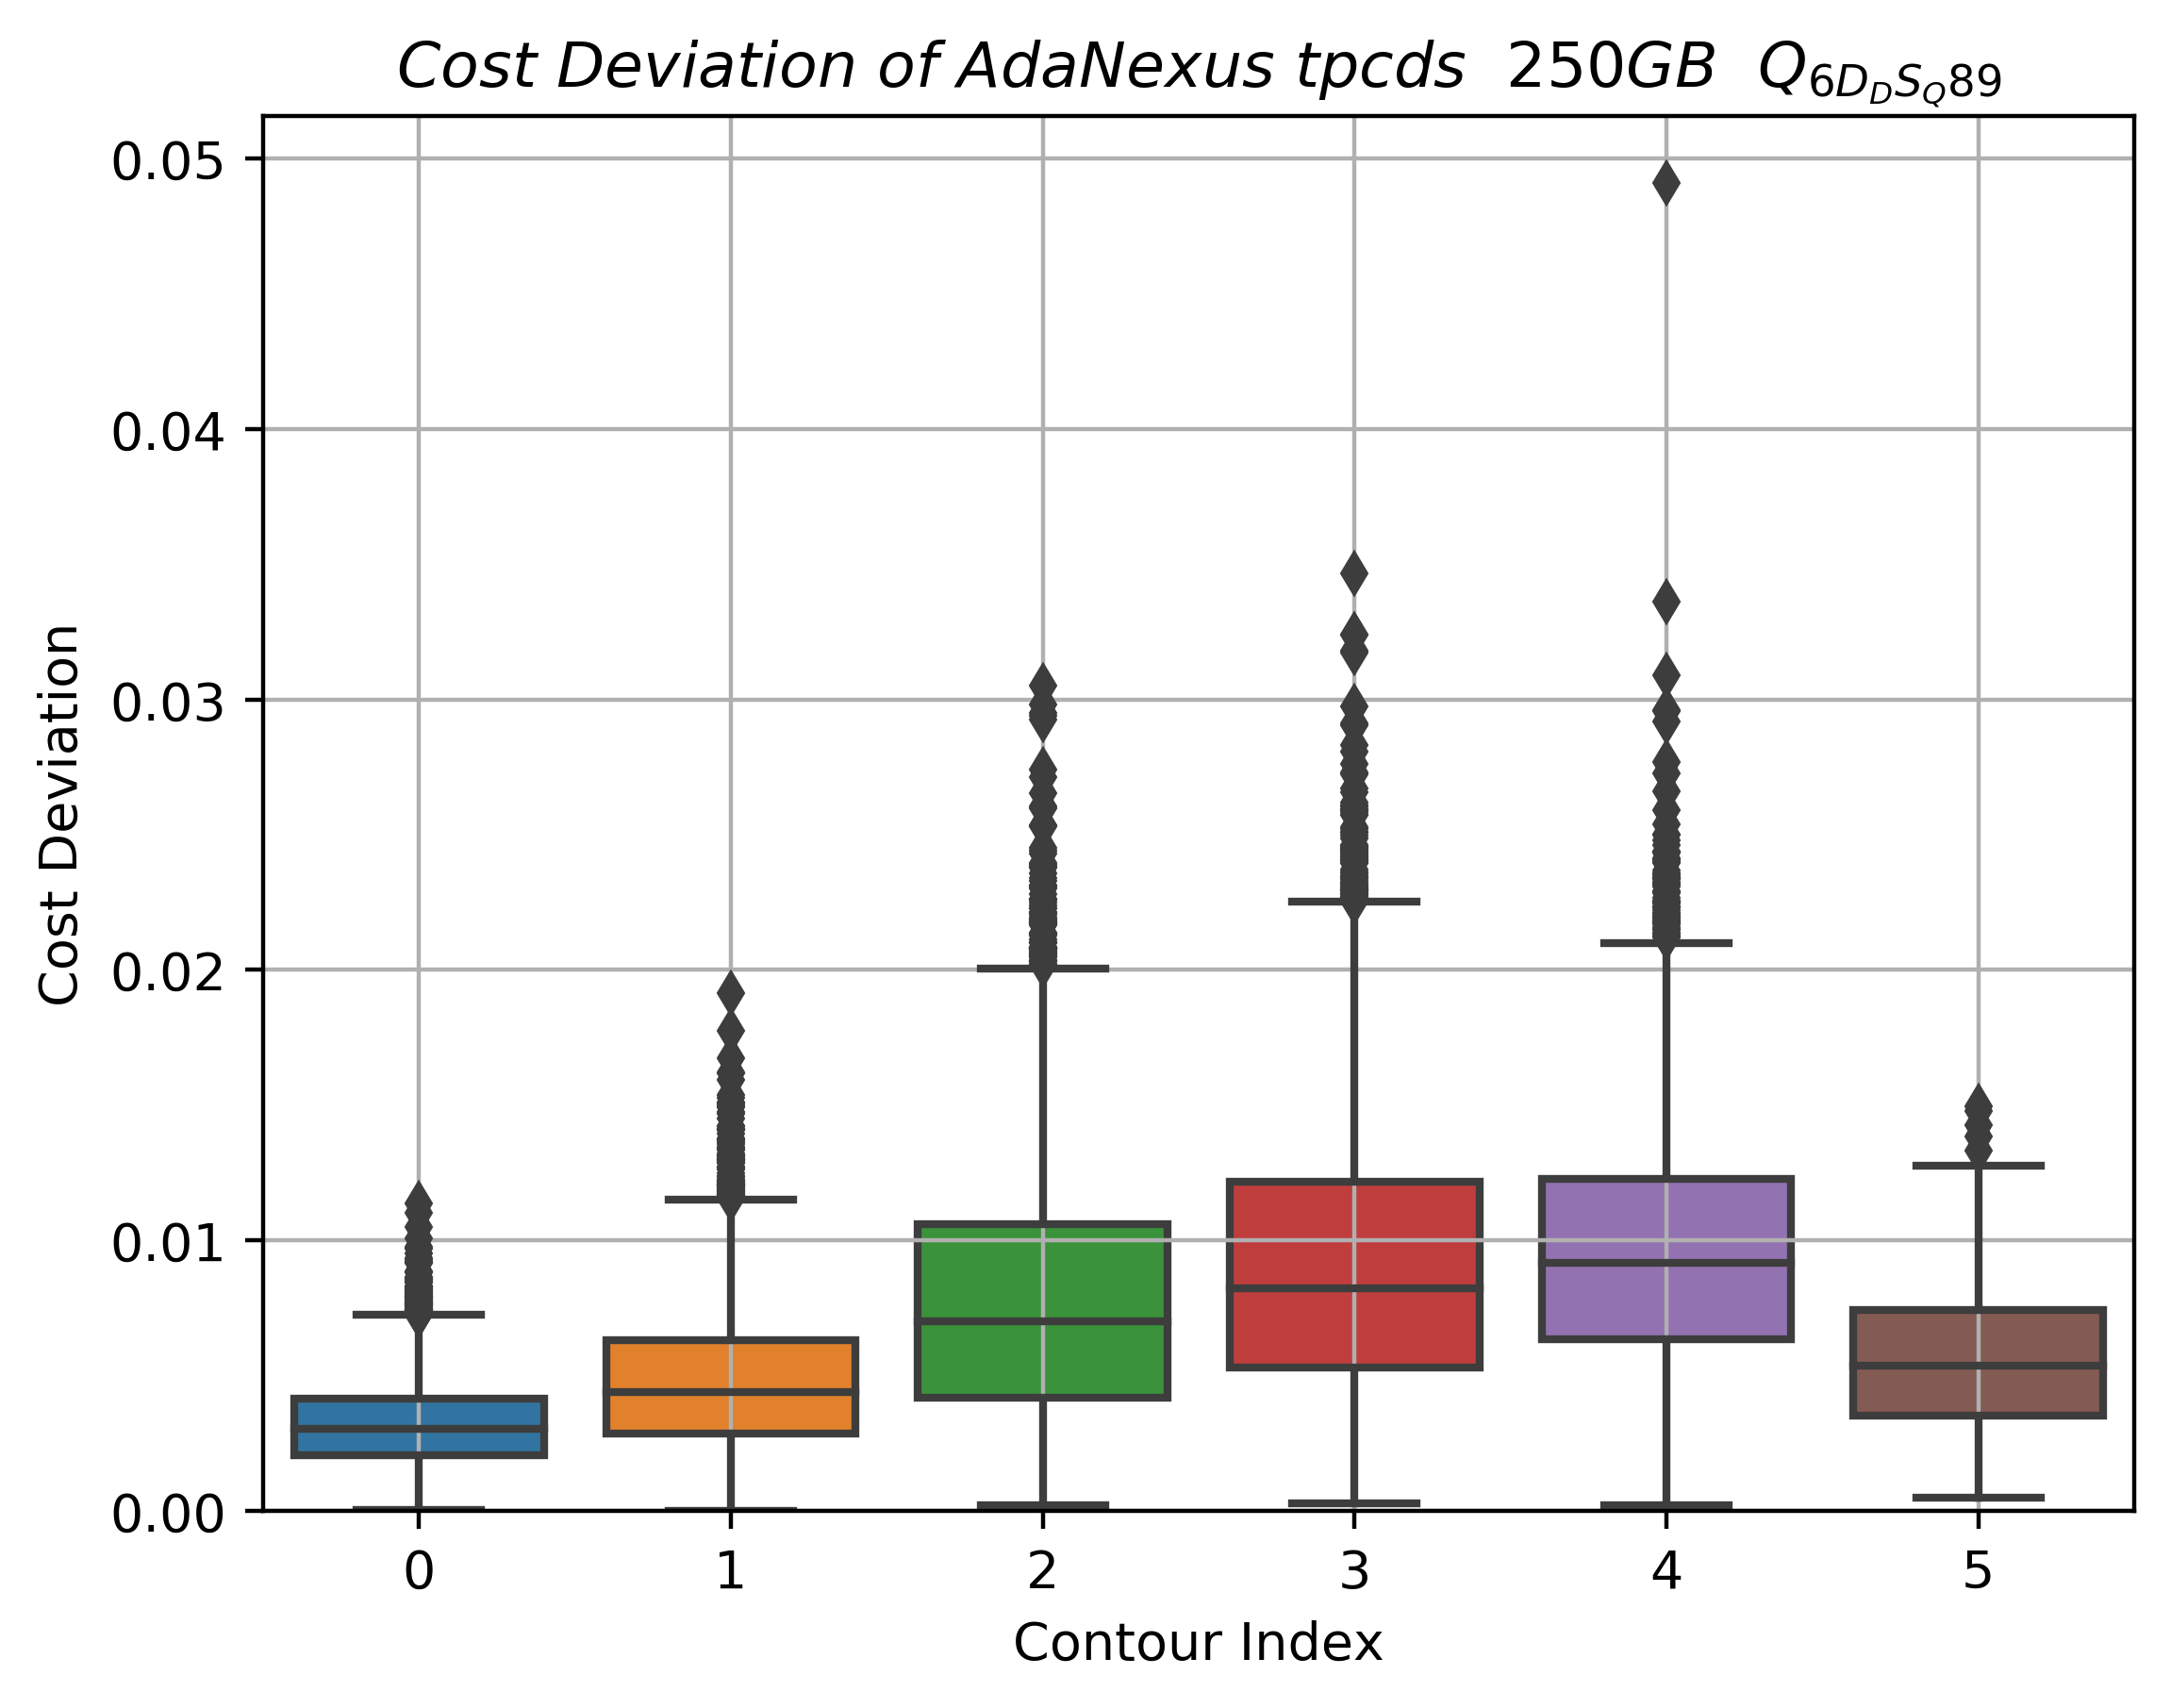 Cost Deviation of AdaNexus tpcds 250GB Q6DDSQ89
0.05
0.04
0.03
0.02
0.01
0.00
Cost Deviation
0 1 2 3 4 5
Contour Index